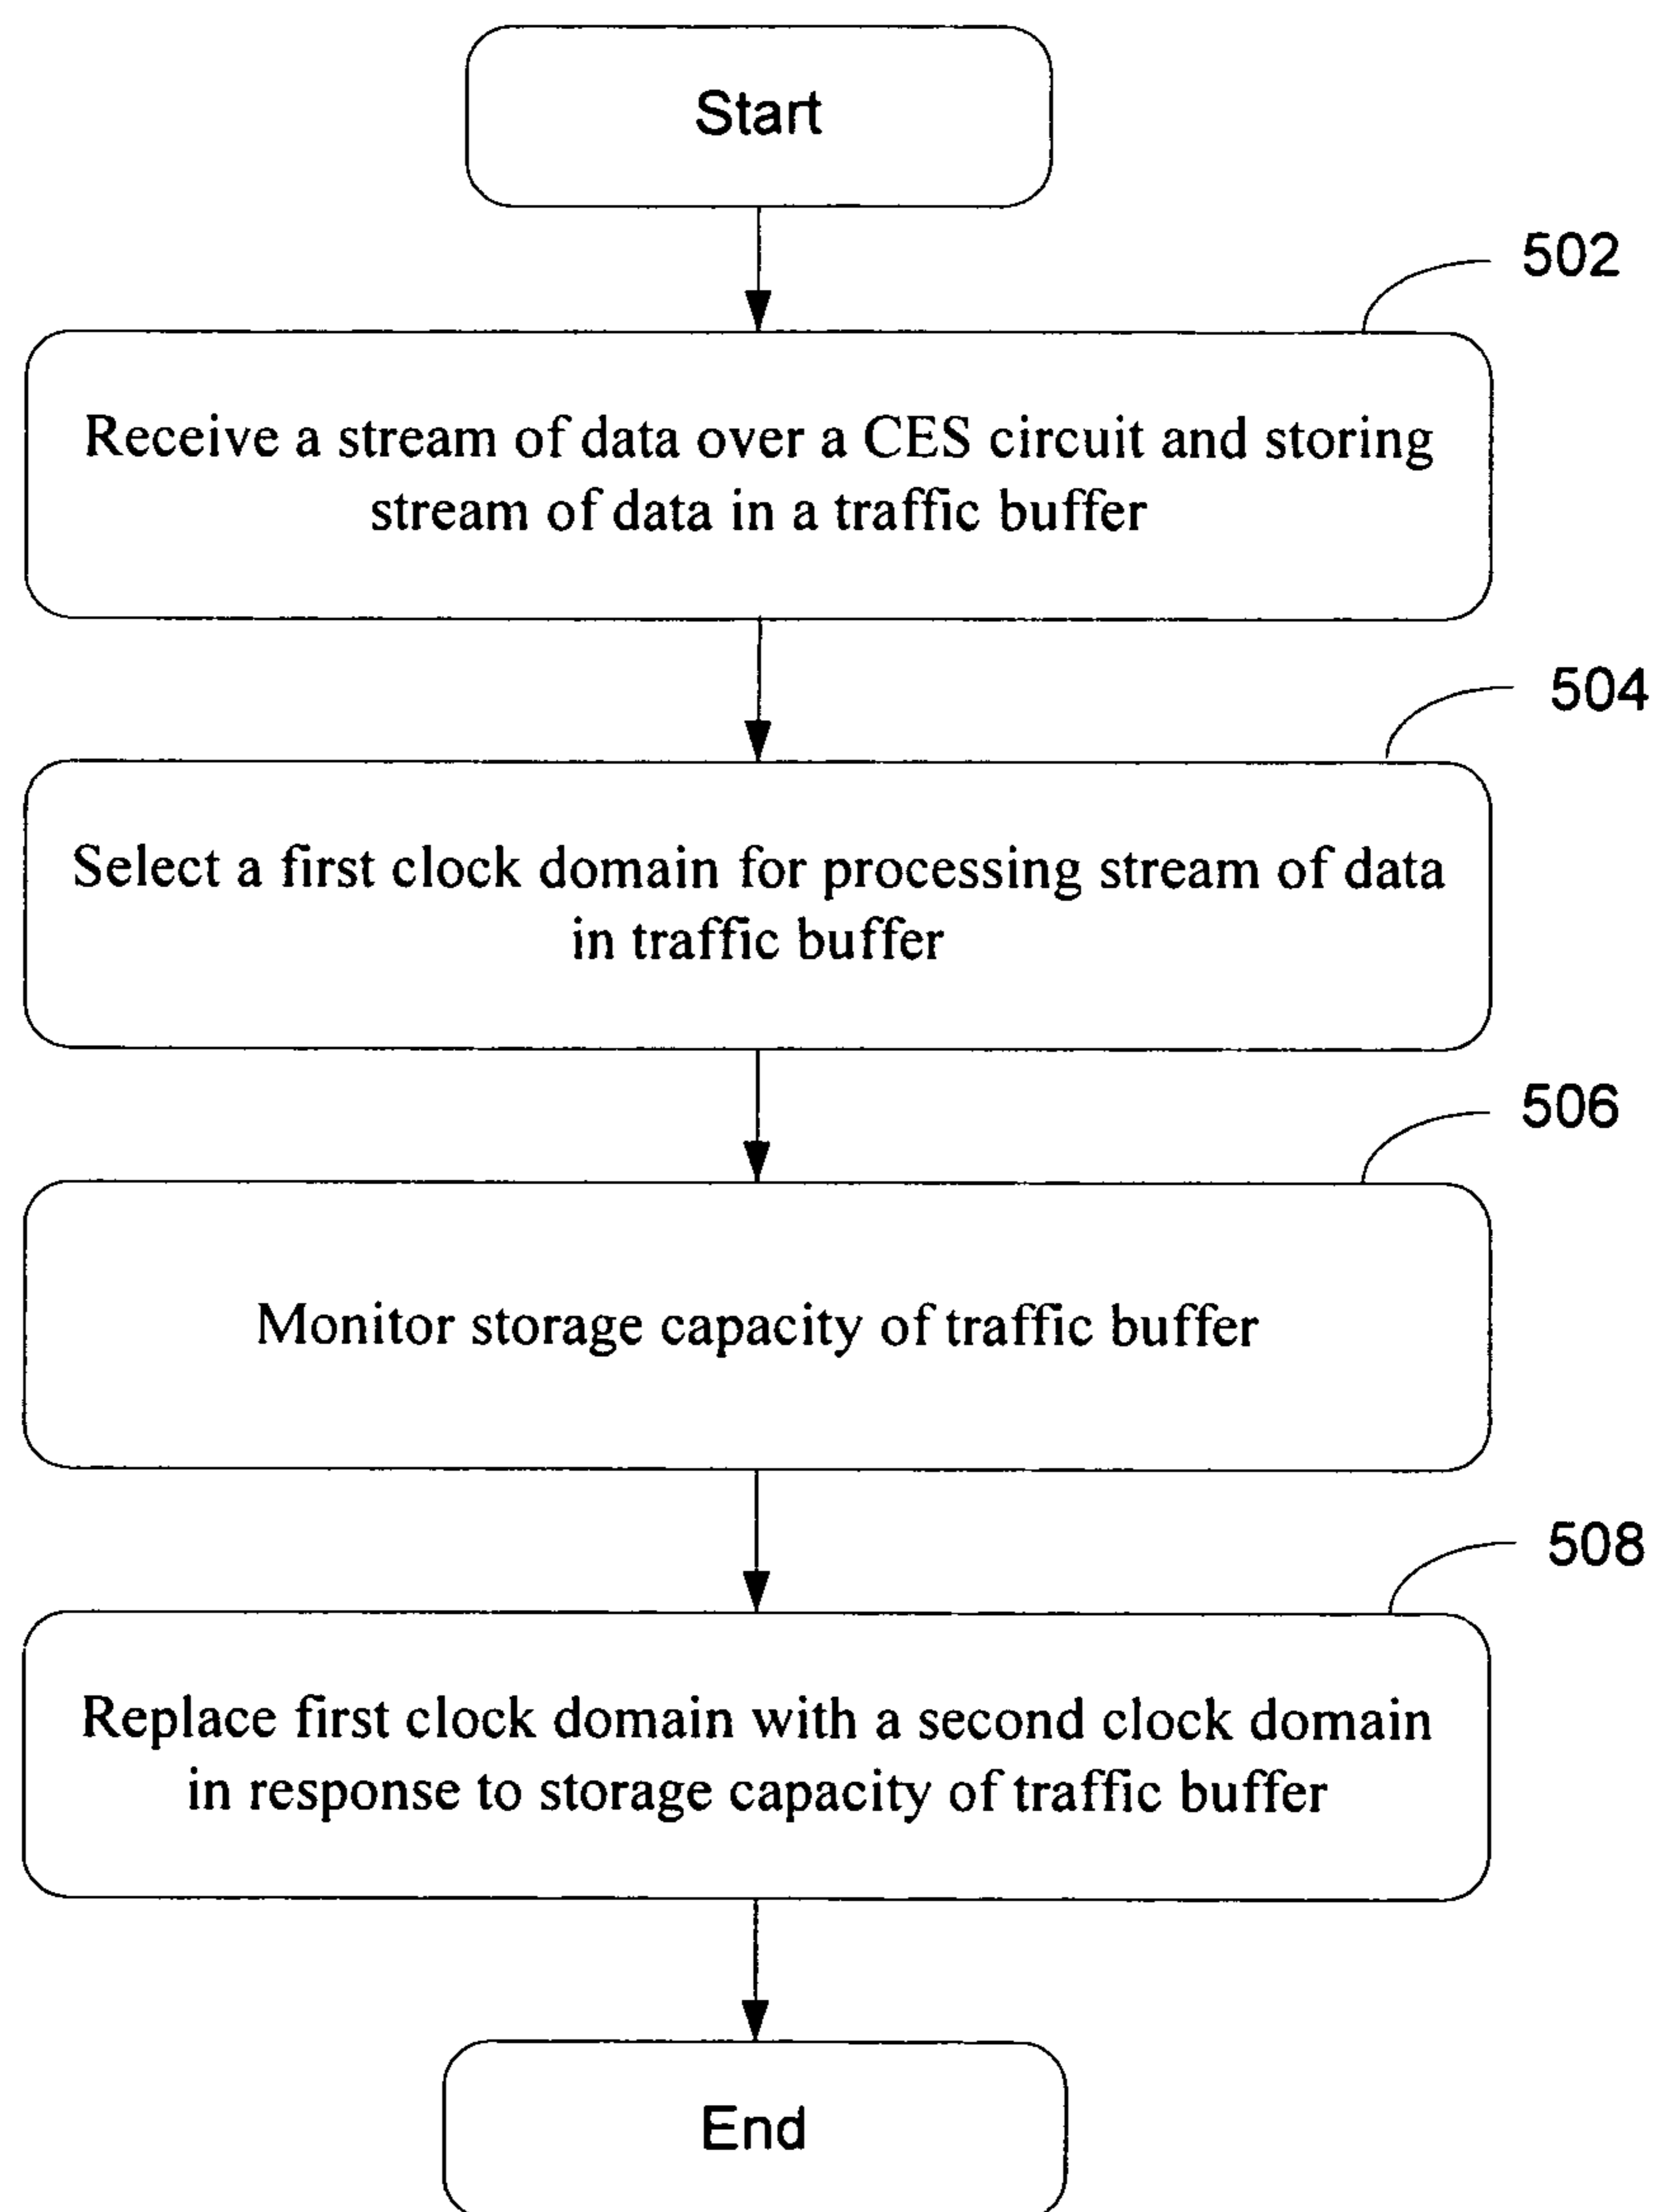 Start
502
Receive a stream of data over a CES circuit and storing
stream of data in a traffic buffer
504
Select a first clock domain for processing stream of data
in traffic buffer
506
Monitor storage capacity of traffic buffer
508
Replace first clock domain with a second clock domain
in response to storage capacity of traffic buffer
End